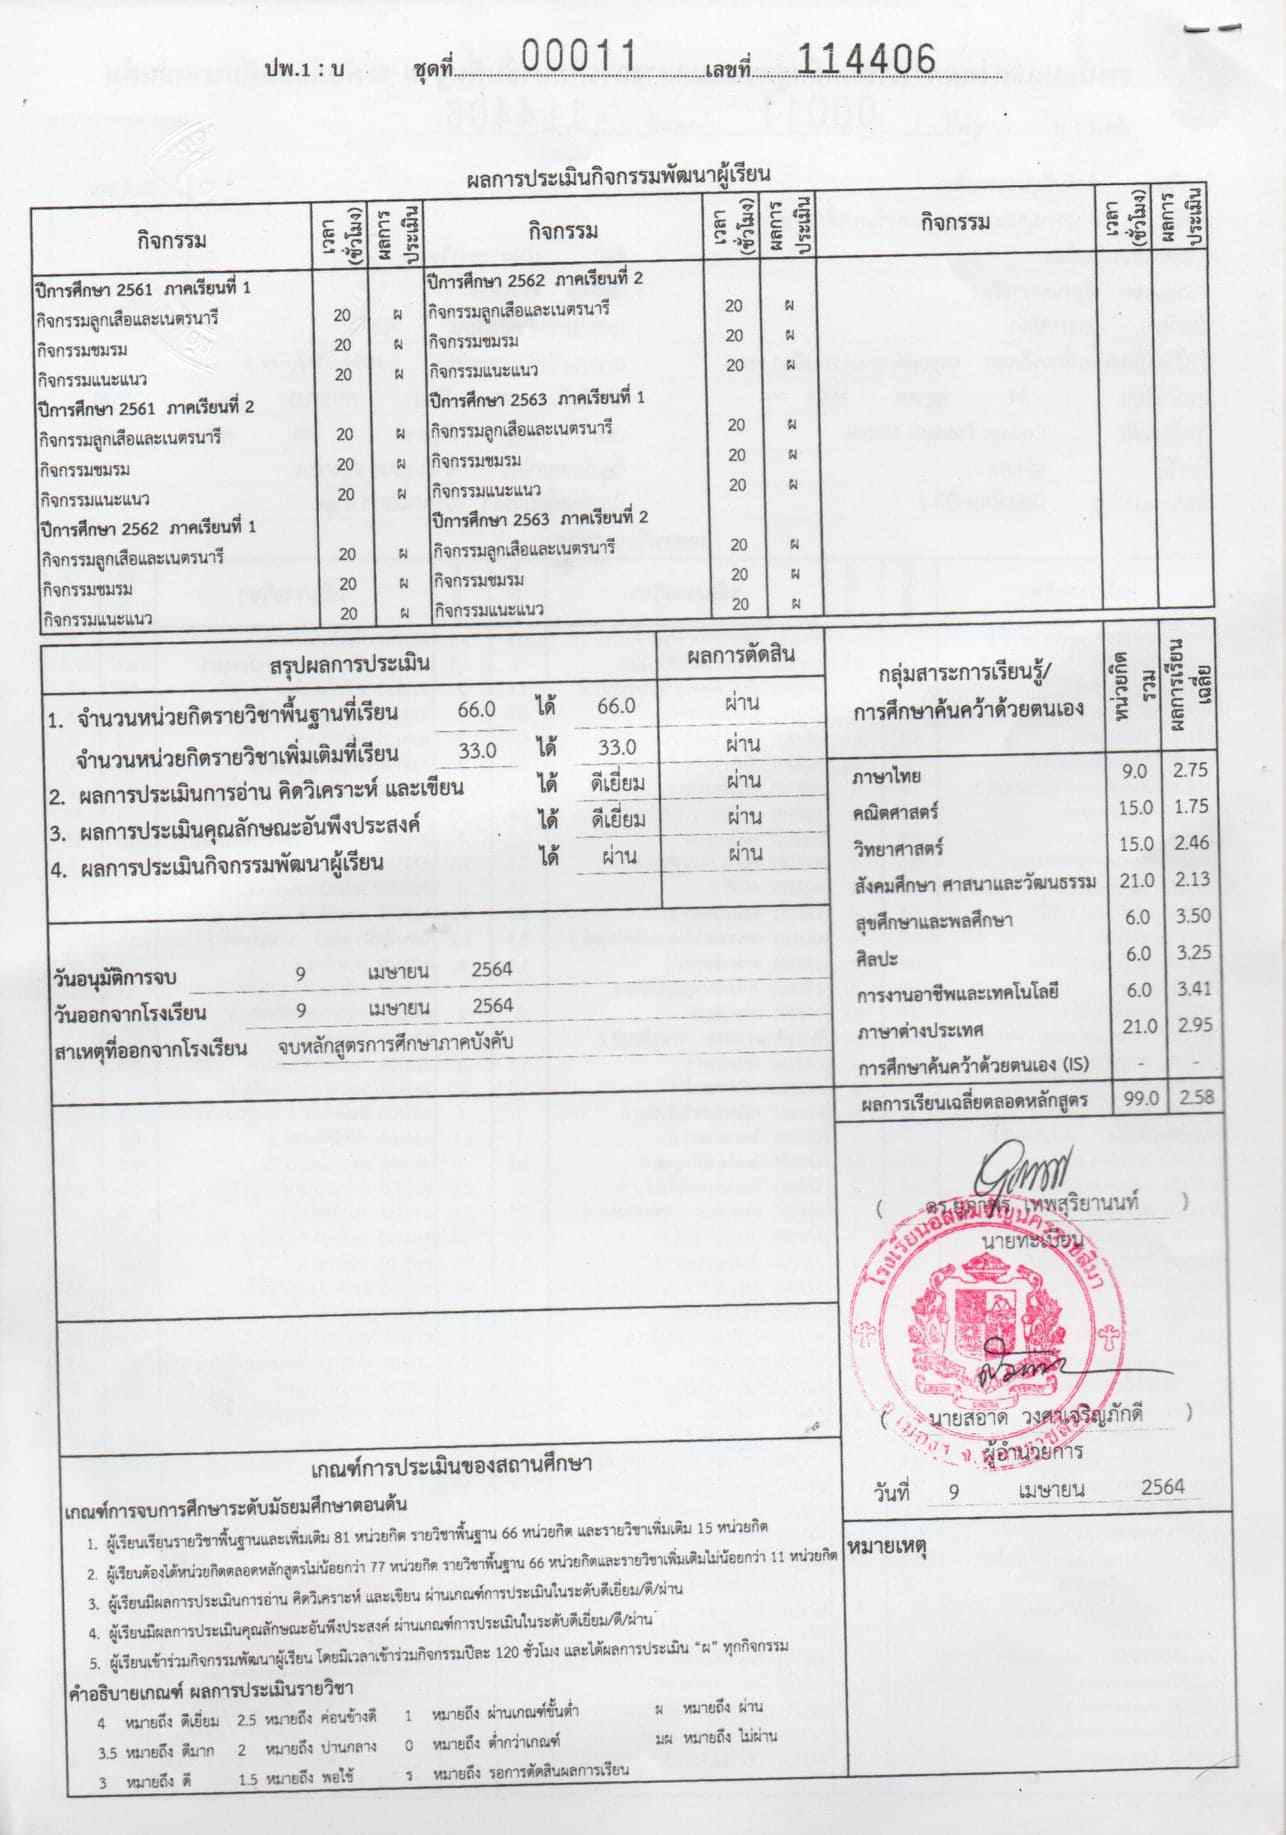 ปพ.1 : บ ชุดที่ 00011 เลขที่ 114406
ผลการประเมินกิจกรรมพัฒนาผู้เรียน
กิจกรรม เวลา (ชั่วโมง) ผลการประเมิน กิจกรรม เวลา (ชั่วโมง) ผลการประเมิน กิจกรรม เวลา (ชั่วโมง) ผลการประเมิน
ปีการศึกษา 2561 ภาคเรียนที่ 1
กิจกรรมลูกเสือและเนตรนารี 20 ผ
กิจกรรมชมรม 20 ผ
กิจกรรมแนะแนว 20 ผ
ปีการศึกษา 2561 ภาคเรียนที่ 2
กิจกรรมลูกเสือและเนตรนารี 20 ผ
กิจกรรมชมรม 20 ผ
กิจกรรมแนะแนว 20 ผ
ปีการศึกษา 2562 ภาคเรียนที่ 1
กิจกรรมลูกเสือและเนตรนารี 20 ผ
กิจกรรมชมรม 20 ผ
กิจกรรมแนะแนว 20 ผ
ปีการศึกษา 2562 ภาคเรียนที่ 2
กิจกรรมลูกเสือและเนตรนารี 20 ผ
กิจกรรมชมรม 20 ผ
กิจกรรมแนะแนว 20 ผ
ปีการศึกษา 2563 ภาคเรียนที่ 1
กิจกรรมลูกเสือและเนตรนารี 20 ผ
กิจกรรมชมรม 20 ผ
กิจกรรมแนะแนว 20 ผ
ปีการศึกษา 2563 ภาคเรียนที่ 2
กิจกรรมลูกเสือและเนตรนารี 20 ผ
กิจกรรมชมรม 20 ผ
กิจกรรมแนะแนว 20 ผ
สรุปผลการประเมิน ผลการตัดสิน
1. จำนวนหน่วยกิตรายวิชาพื้นฐานที่เรียน 66.0 ได้ 66.0 ผ่าน
จำนวนหน่วยกิตรายวิชาเพิ่มเติมที่เรียน 33.0 ได้ 33.0 ผ่าน
2. ผลการประเมินการอ่าน คิดวิเคราะห์ และเขียน ได้ ดีเยี่ยม ผ่าน
3. ผลการประเมินคุณลักษณะอันพึงประสงค์ ได้ ดีเยี่ยม ผ่าน
4. ผลการประเมินกิจกรรมพัฒนาผู้เรียน ได้ ผ่าน ผ่าน
วันอนุมัติการจบ 9 เมษายน 2564
วันออกจากโรงเรียน 9 เมษายน 2564
สาเหตุที่ออกจากโรงเรียน จบหลักสูตรการศึกษาภาคบังคับ
กลุ่มสาระการเรียนรู้/ การศึกษาค้นคว้าด้วยตนเอง หน่วยกิตรวม ผลการเรียนเฉลี่ย
ภาษาไทย 9.0 2.75
คณิตศาสตร์ 15.0 1.75
วิทยาศาสตร์ 15.0 2.46
สังคมศึกษา ศาสนาและวัฒนธรรม 21.0 2.13
สุขศึกษาและพลศึกษา 6.0 3.50
ศิลปะ 6.0 3.25
การงานอาชีพและเทคโนโลยี 6.0 3.41
ภาษาต่างประเทศ 21.0 2.95
การศึกษาค้นคว้าด้วยตนเอง (IS) - -
ผลการเรียนเฉลี่ยตลอดหลักสูตร 99.0 2.58
( เทพสุริยานนท์ )
นายทะเบียน
( นายสอาด วงศาเจริญภักดี )
ผู้อำนวยการ
วันที่ 9 เมษายน 2564
หมายเหตุ
เกณฑ์การประเมินของสถานศึกษา
เกณฑ์การจบการศึกษาระดับมัธยมศึกษาตอนต้น
1. ผู้เรียนเรียนรายวิชาพื้นฐานและเพิ่มเติม 81 หน่วยกิต รายวิชาพื้นฐาน 66 หน่วยกิต และรายวิชาเพิ่มเติม 15 หน่วยกิต
2. ผู้เรียนต้องได้หน่วยกิตตลอดหลักสูตรไม่น้อยกว่า 77 หน่วยกิต รายวิชาพื้นฐาน 66 หน่วยกิตและรายวิชาเพิ่มเติมไม่น้อยกว่า 11 หน่วยกิต
3. ผู้เรียนมีผลการประเมินการอ่าน คิดวิเคราะห์ และเขียน ผ่านเกณฑ์การประเมินในระดับดีเยี่ยม/ดี/ผ่าน
4. ผู้เรียนมีผลการประเมินคุณลักษณะอันพึงประสงค์ ผ่านเกณฑ์การประเมินในระดับดีเยี่ยม/ดี/ผ่าน
5. ผู้เรียนเข้าร่วมกิจกรรมพัฒนาผู้เรียน โดยมีเวลาเข้าร่วมกิจกรรมปีละ 120 ชั่วโมง และได้ผลการประเมิน “ผ” ทุกกิจกรรม
คำอธิบายเกณฑ์ ผลการประเมินรายวิชา
4 หมายถึง ดีเยี่ยม 2.5 หมายถึง ค่อนข้างดี 1 หมายถึง ผ่านเกณฑ์ขั้นต่ำ ผ หมายถึง ผ่าน
3.5 หมายถึง ดีมาก 2 หมายถึง ปานกลาง 0 หมายถึง ต่ำกว่าเกณฑ์ มผ หมายถึง ไม่ผ่าน
3 หมายถึง ดี 1.5 หมายถึง พอใช้ ร หมายถึง รอการตัดสินผลการเรียน